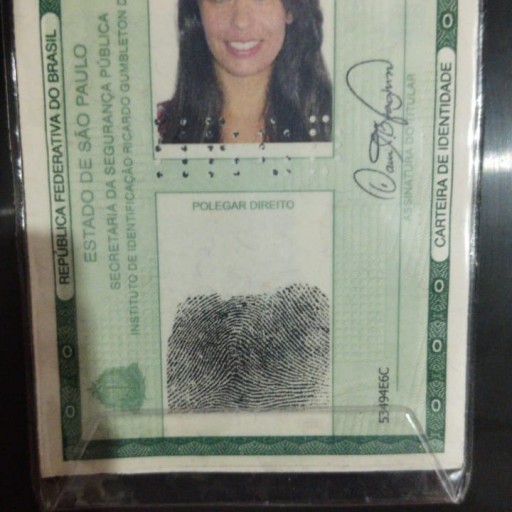 REPÚBLICA FEDERATIVA DO BRASIL
ESTADO DE SÃO PAULO
SECRETARIA DA SEGURANÇA PÚBLICA
INSTITUTO DE IDENTIFICAÇÃO RICARDO GUMBLETON D
POLEGAR DIREITO
ASSINATURA DO TITULAR
53494E6C
CARTEIRA DE IDENTIDADE